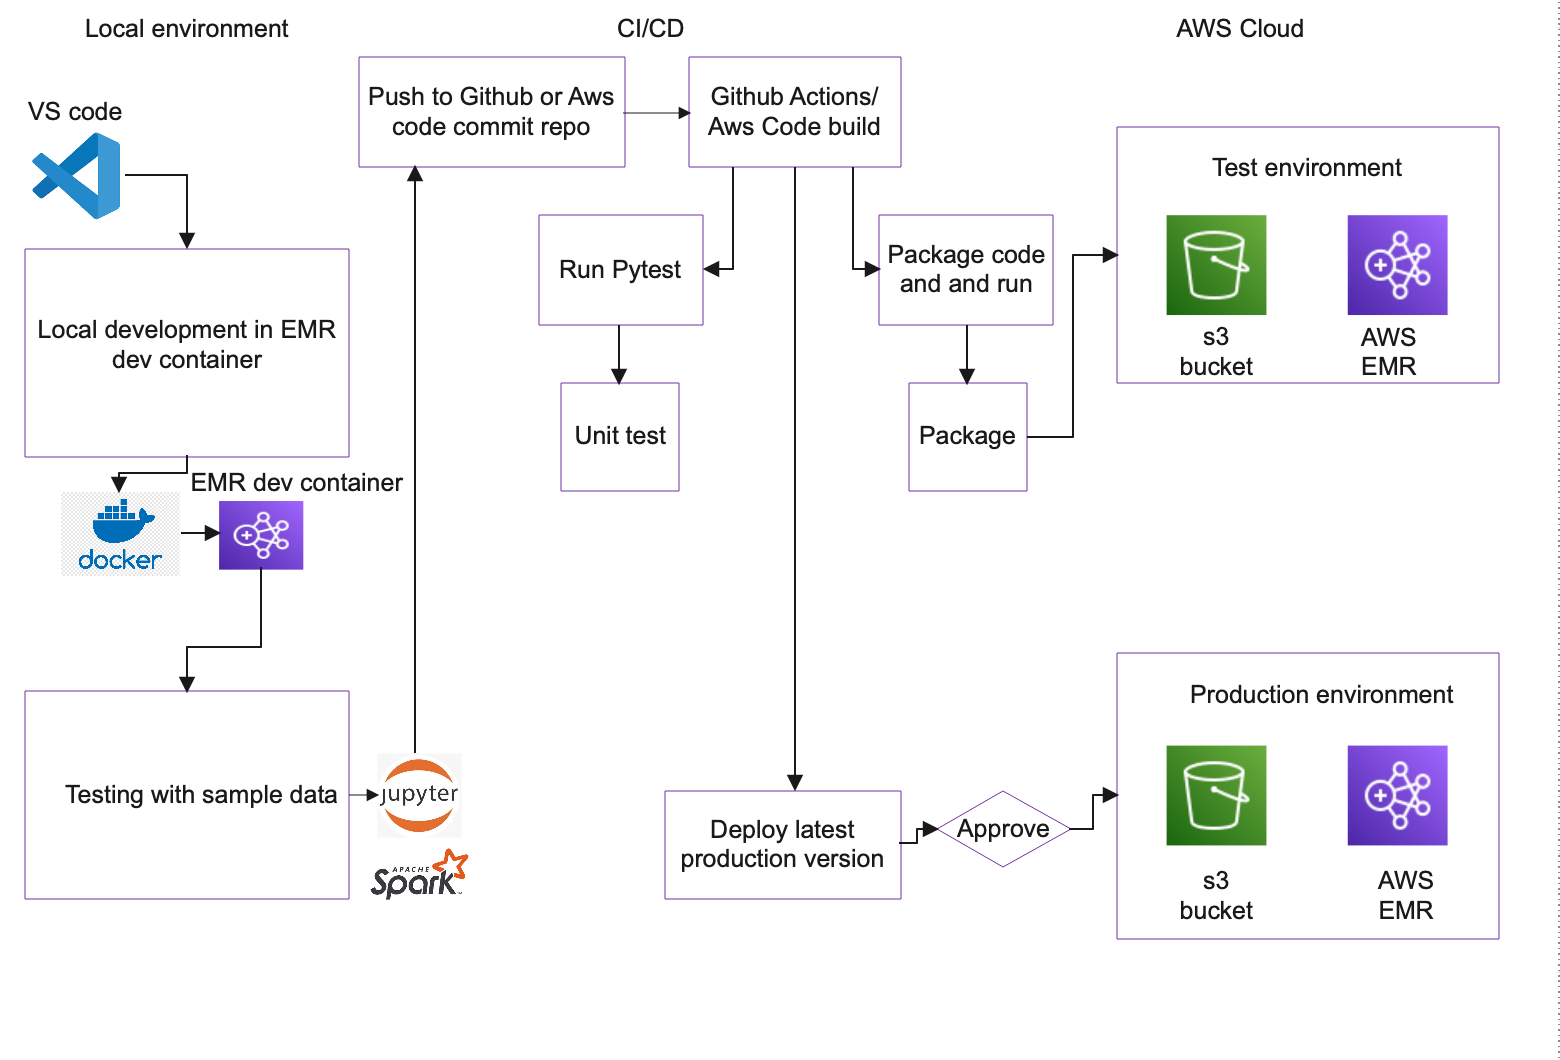 Local environment
CI/CD
AWS Cloud
VS code
Push to Github or Aws
code commit repo
Github Actions/
Aws Code build
Test environment
s3
bucket
AWS
EMR
Run Pytest
Package code
and and run
Local development in EMR
dev container
Unit test
Package
EMR dev container
docker
Testing with sample data
jupyter
APACHE
Spark
Deploy latest
production version
Approve
Production environment
s3
bucket
AWS
EMR